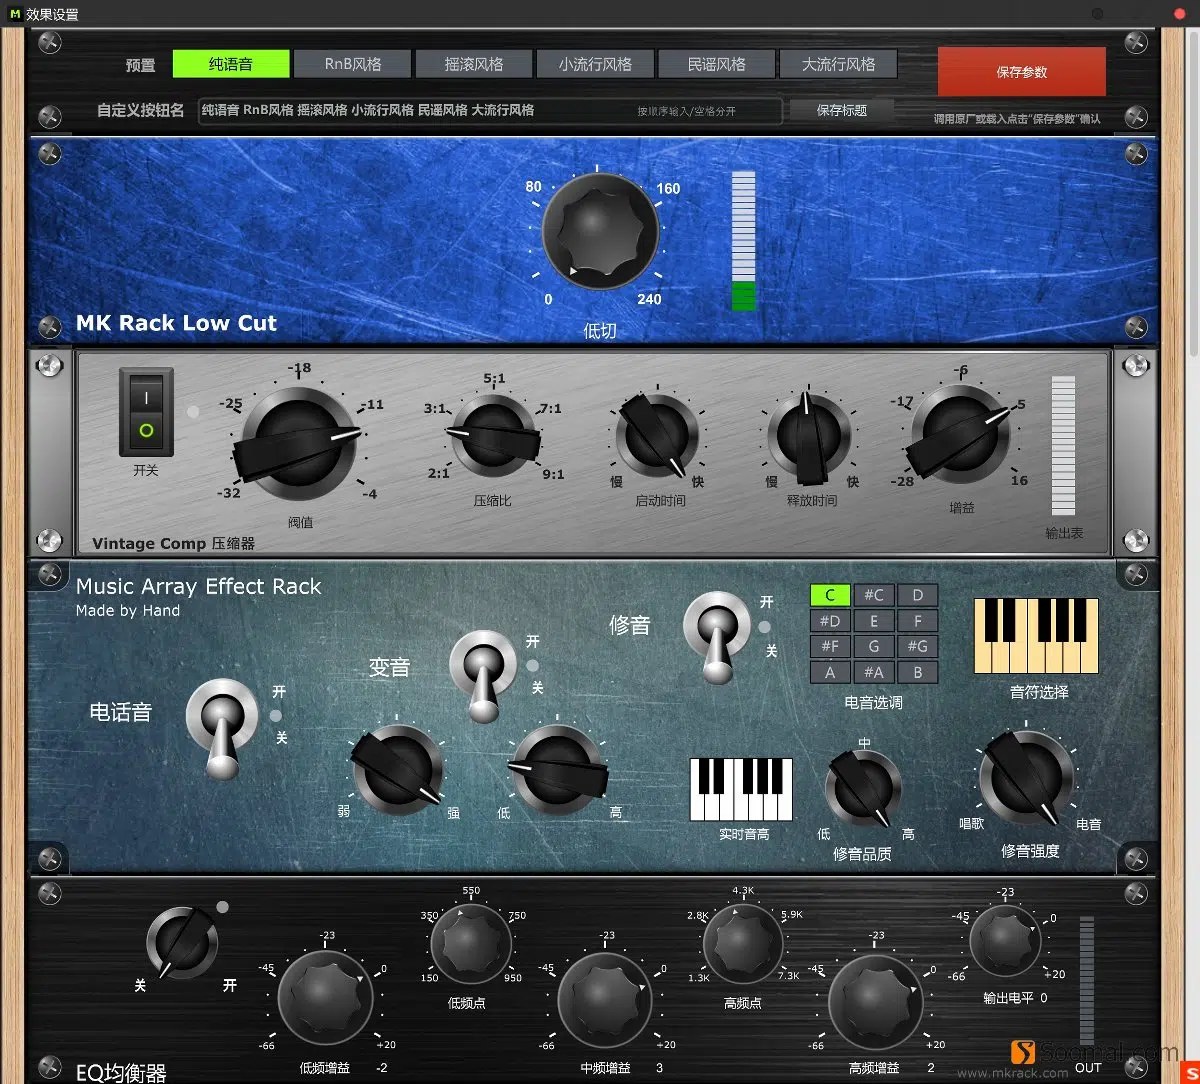 M 效果设置
预置 纯语音 RnB风格 摇滚风格 小流行风格 民谣风格 大流行风格 保存参数
自定义按钮名 纯语音 RnB风格 摇滚风格 小流行风格 民谣风格 大流行风格 按顺序输入/空格分开 保存标题 调用原厂或载入点击"保存参数"确认
80 160
0 240
低切
MK Rack Low Cut
-18 5:1 -6
-25 -11 3:1 7:1 -17 5
-32 -4 2:1 9:1 慢 快 慢 快 -28 16
开关 阀值 压缩比 启动时间 释放时间 增益 输出表
Vintage Comp 压缩器
Music Array Effect Rack
Made by Hand
电话音 开 关
变音 开 关
弱 强 低 高
修音 开 关
C #C D
#D E F
#F G #G
A #A B
电音选调
音符选择
实时音高
中
低 高
修音品质
唱歌 电音
修音强度
关 开
-23
-45 0
-66 +20
低频增益 -2
550
350 750
150 950
低频点
-23
-45 0
-66 +20
中频增益 3
4.3K
2.8K 5.9K
1.3K 7.3K
高频点
-23
-45 0
-66 +20
高频增益 2
-23
-45 0
-66 +20
输出电平 0
OUT
EQ均衡器
Soomal.com
www.mkrack.com
S